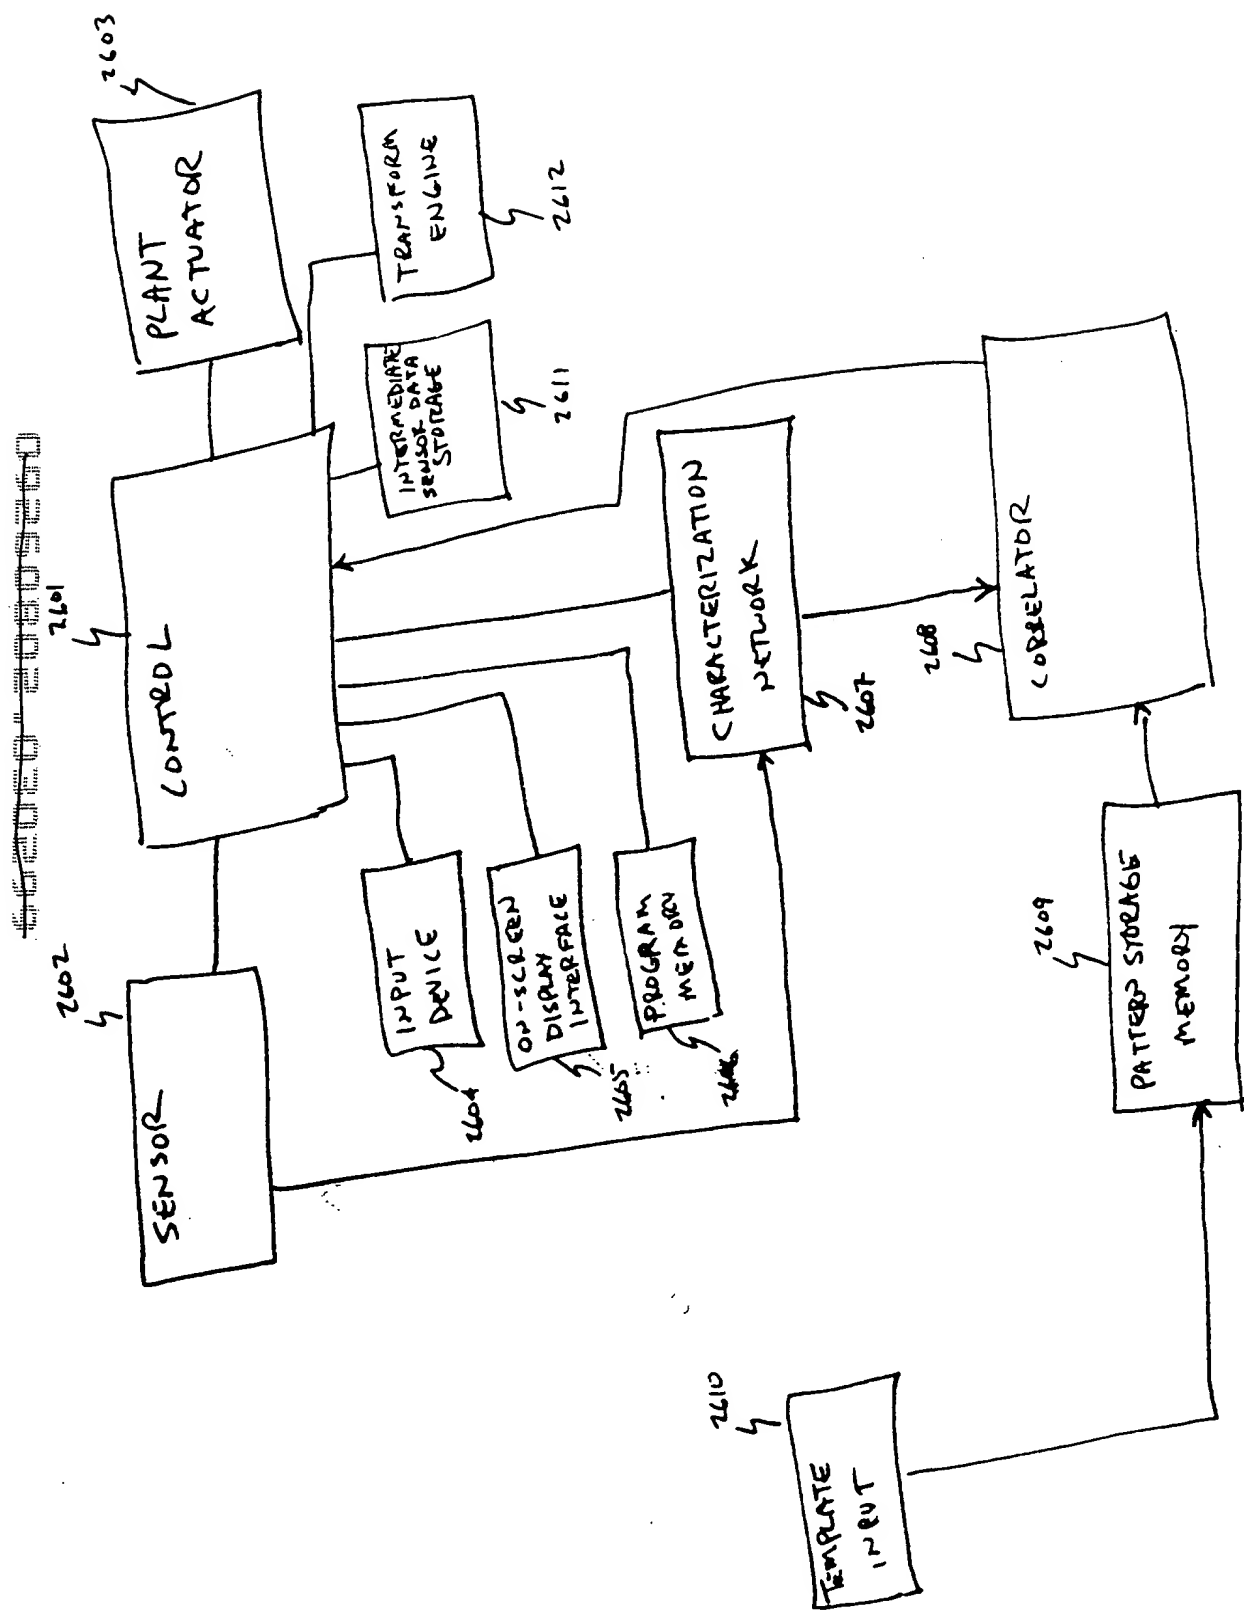 2602
SENSOR
2601
CONTROL
2603
PLANT
ACTUATOR
INPUT
DEVICE
2604
ON-SCREEN
DISPLAY
INTERFACE
2605
PROGRAM
MEMORY
2606
INTERMEDIATE
SENSOR DATA
STORAGE
2611
TRANSFORM
ENGINE
2612
CHARACTERIZATION
NETWORK
2607
2610
TEMPLATE
INPUT
2609
PATTERN STORAGE
MEMORY
2608
CORRELATOR